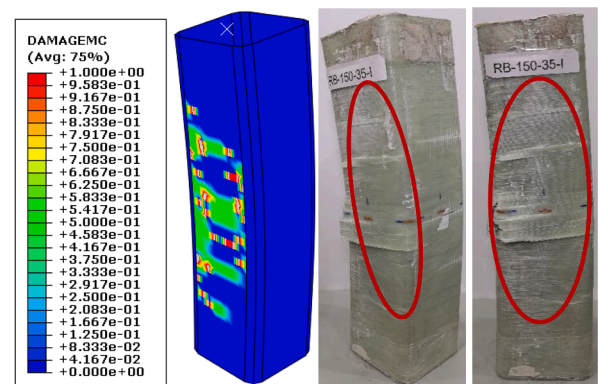 DAMAGEMC
(Avg: 75%)
+1.000e+00
+9.583e-01
+9.167e-01
+8.750e-01
+8.333e-01
+7.917e-01
+7.500e-01
+7.083e-01
+6.667e-01
+6.250e-01
+5.833e-01
+5.417e-01
+5.000e-01
+4.583e-01
+4.167e-01
+3.750e-01
+3.333e-01
+2.917e-01
+2.500e-01
+2.083e-01
+1.667e-01
+1.250e-01
+8.333e-02
+4.167e-02
+0.000e+00
RB-150-35-I
RB-150-35-I